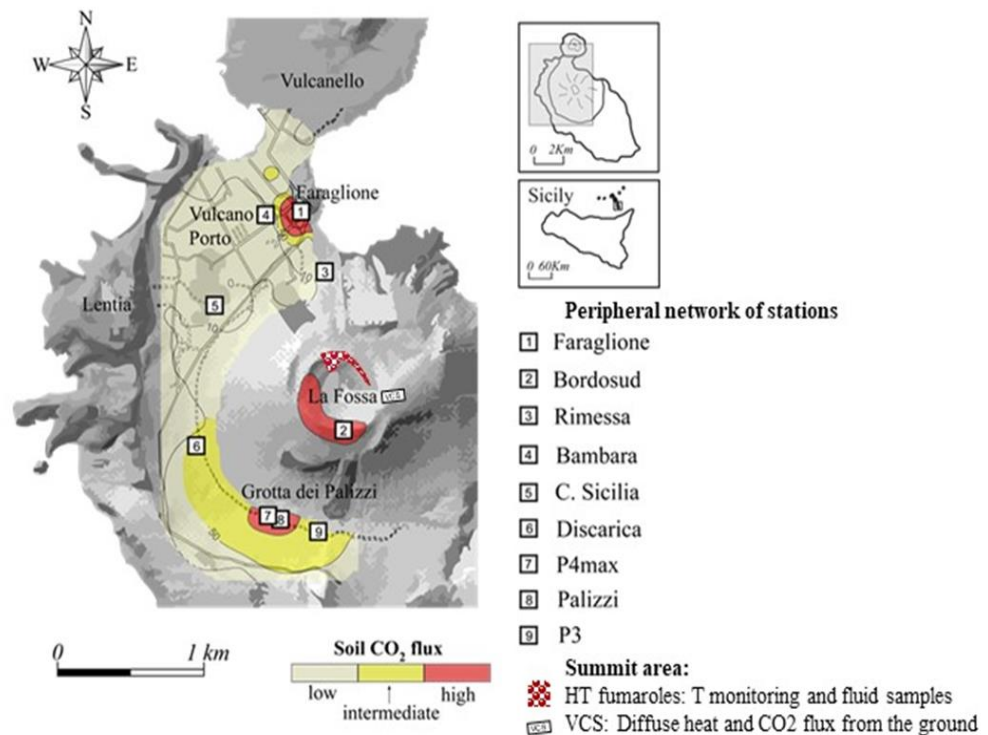 N
W E
S
Vulcanello
Faraglione
1
4
Vulcano
Porto
3
Lentia
5
10
La Fossa VCS
2
6
Grotta dei Palizzi
7
8
9
50
0 1 km
Soil CO₂ flux
low
intermediate
high
0 2Km
Sicily
0 60Km
Peripheral network of stations
1 Faraglione
2 Bordosud
3 Rimessa
4 Bambara
5 C. Sicilia
6 Discarica
7 P4max
8 Palizzi
9 P3
Summit area:
HT fumaroles: T monitoring and fluid samples
VCS VCS: Diffuse heat and CO2 flux from the ground